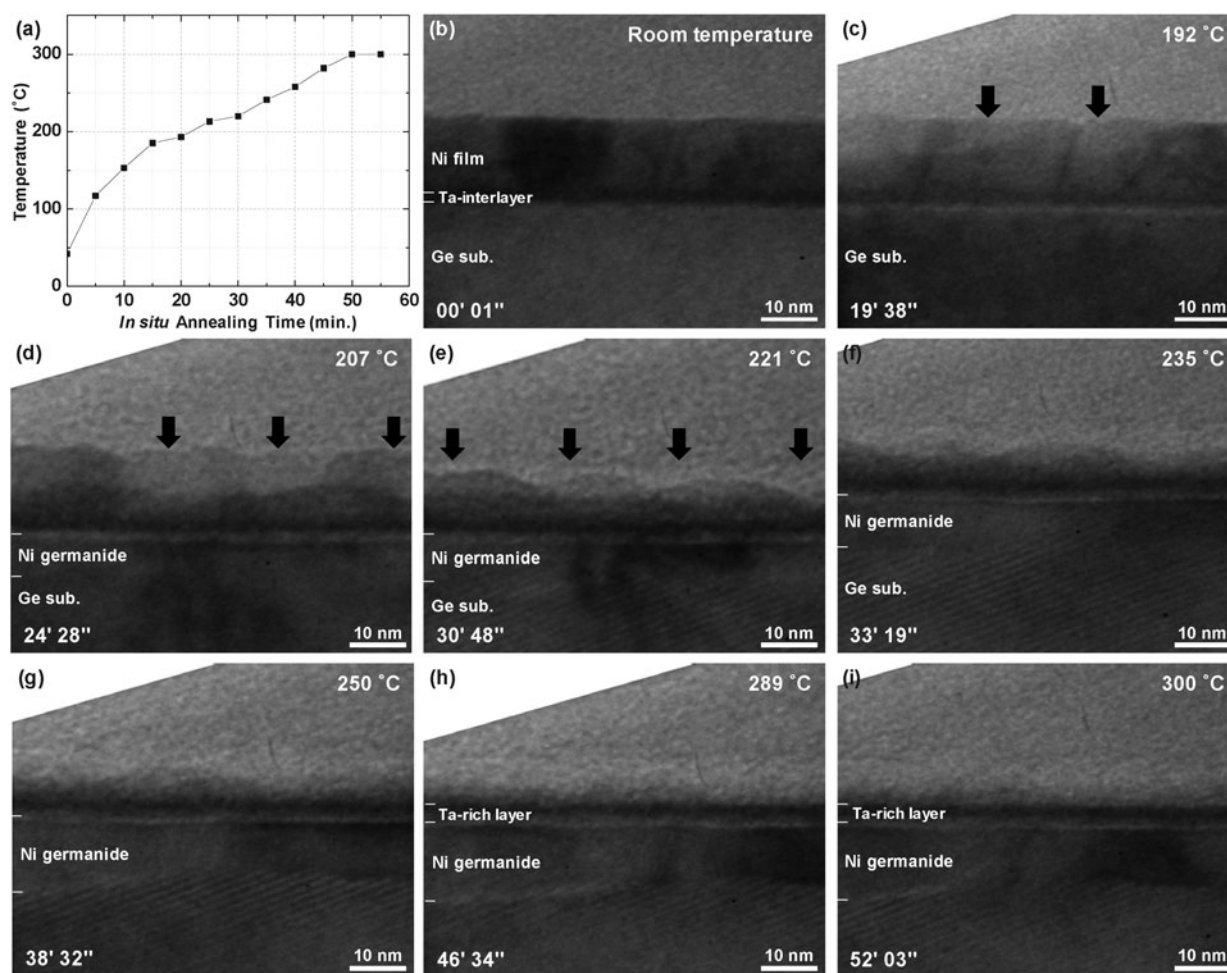 (a)
300
200
100
0
Temperature (˚C)
0 10 20 30 40 50 60
In situ Annealing Time (min.)
(b)
Room temperature
Ni film
Ta-interlayer
Ge sub.
00' 01"
10 nm
(c)
192 ˚C
Ge sub.
19' 38"
10 nm
(d)
207 ˚C
Ni germanide
Ge sub.
24' 28"
10 nm
(e)
221 ˚C
Ni germanide
Ge sub.
30' 48"
10 nm
(f)
235 ˚C
Ni germanide
Ge sub.
33' 19"
10 nm
(g)
250 ˚C
Ni germanide
38' 32"
10 nm
(h)
289 ˚C
Ta-rich layer
Ni germanide
46' 34"
10 nm
(i)
300 ˚C
Ta-rich layer
Ni germanide
52' 03"
10 nm